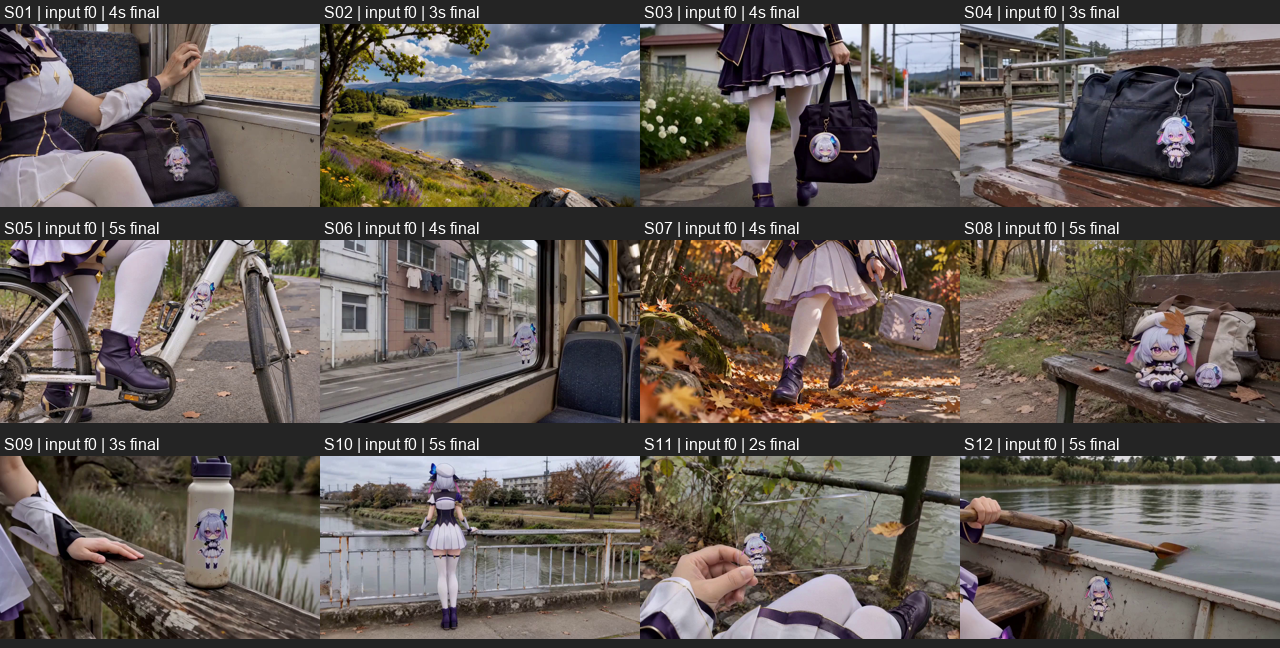 S01 | input f0 | 4s final
S02 | input f0 | 3s final
S03 | input f0 | 4s final
S04 | input f0 | 3s final
S05 | input f0 | 5s final
S06 | input f0 | 4s final
S07 | input f0 | 4s final
S08 | input f0 | 5s final
S09 | input f0 | 3s final
S10 | input f0 | 5s final
S11 | input f0 | 2s final
S12 | input f0 | 5s final